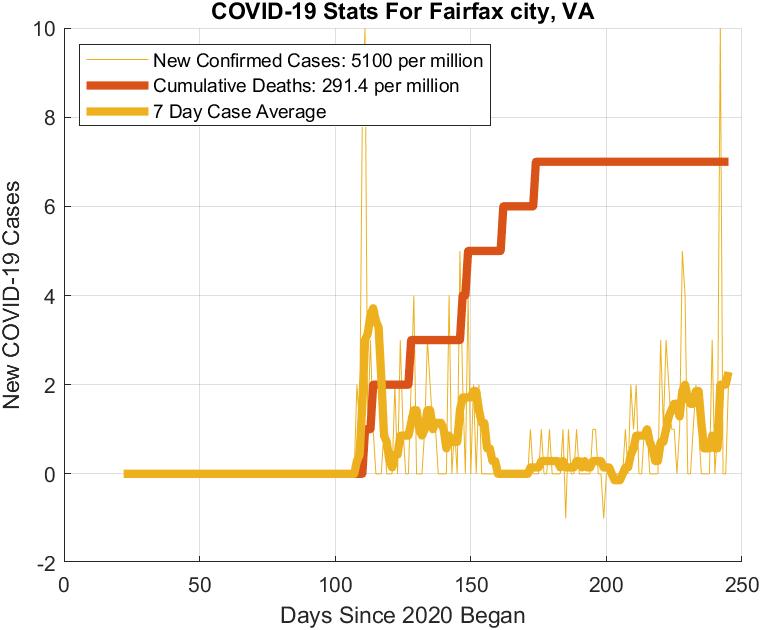 COVID-19 Stats For Fairfax city, VA
New Confirmed Cases: 5100 per million
Cumulative Deaths: 291.4 per million
7 Day Case Average
New COVID-19 Cases
10
8
6
4
2
0
-2
0 50 100 150 200 250
Days Since 2020 Began